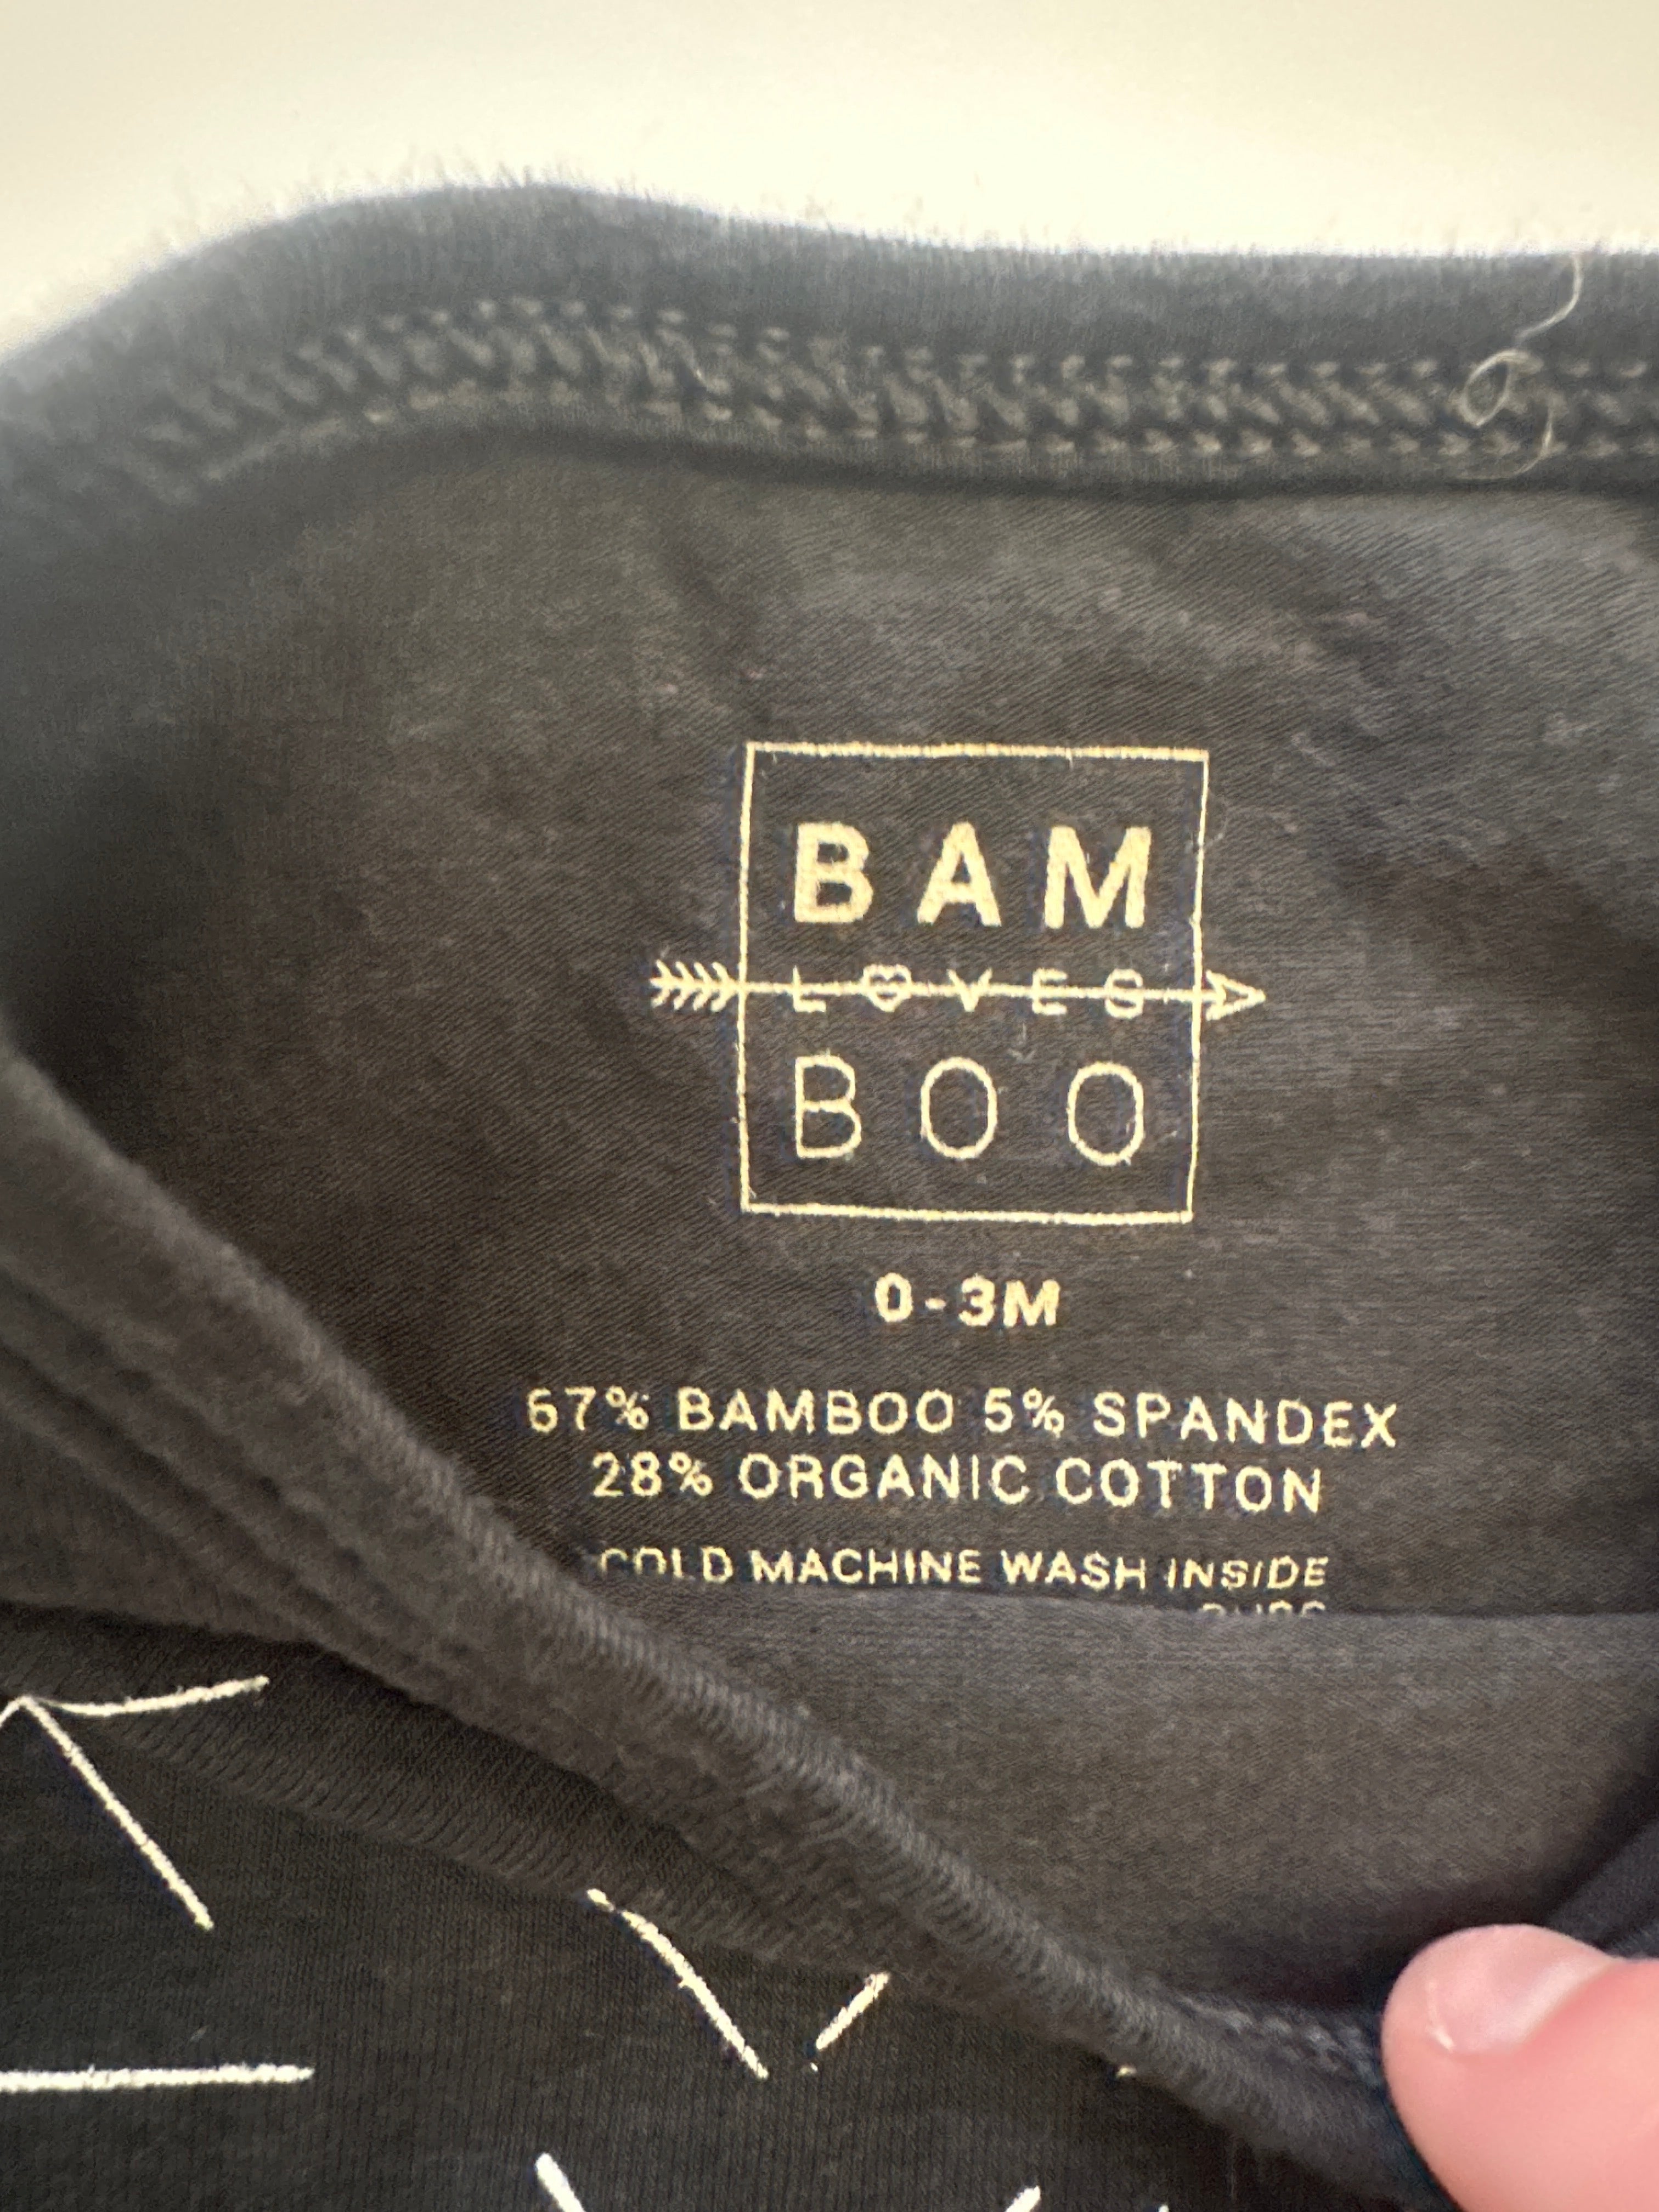 BAM
LOVES
BOO
0-3M
67% BAMBOO 5% SPANDEX
28% ORGANIC COTTON
COLD MACHINE WASH INSIDE